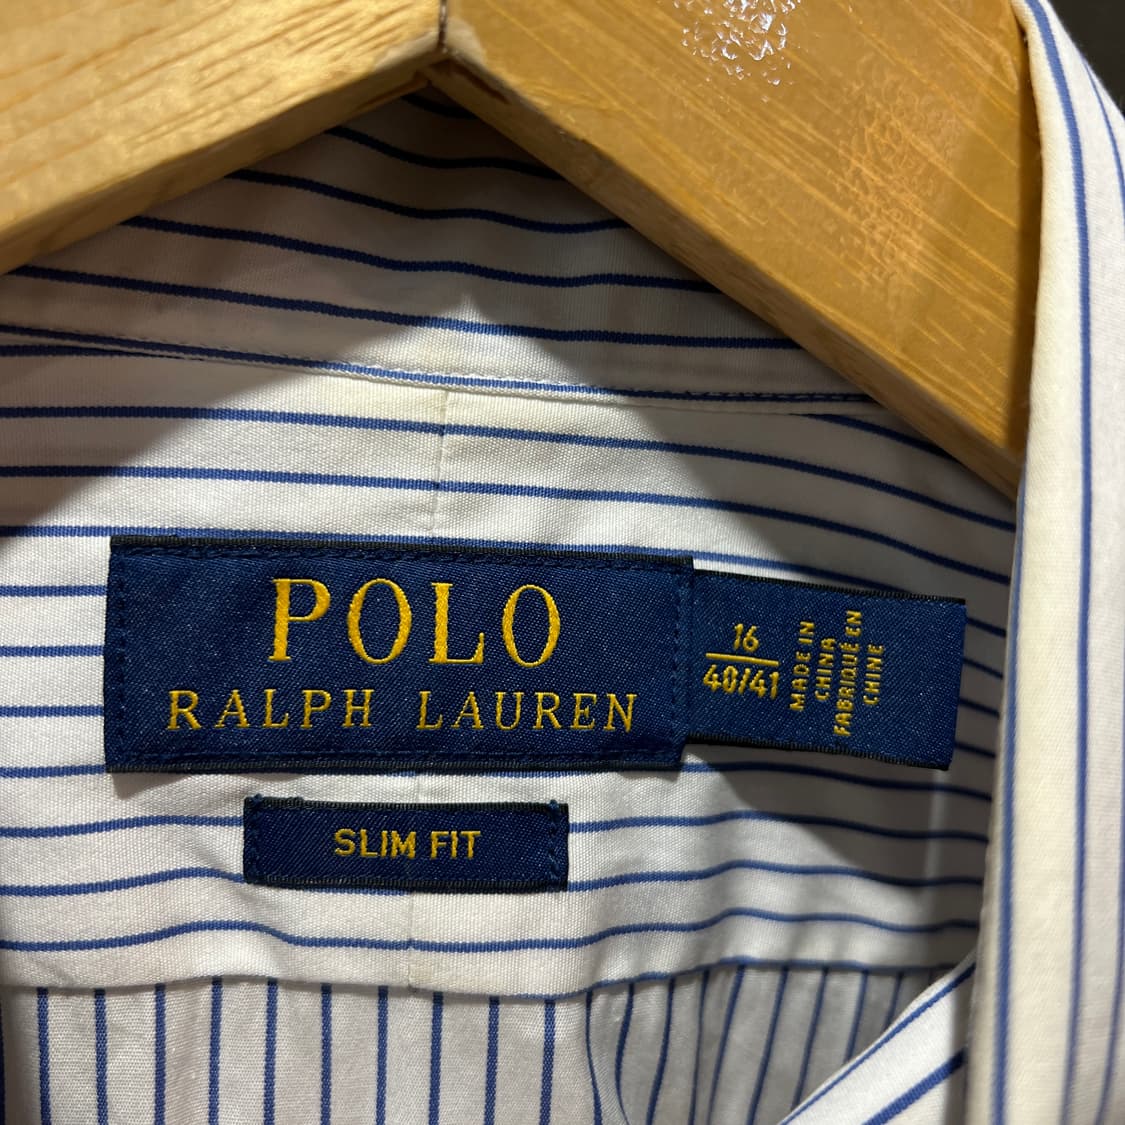 POLO
RALPH LAUREN
16
40/41
MADE IN
CHINA
FABRIQUÉ EN
CHINE
SLIM FIT